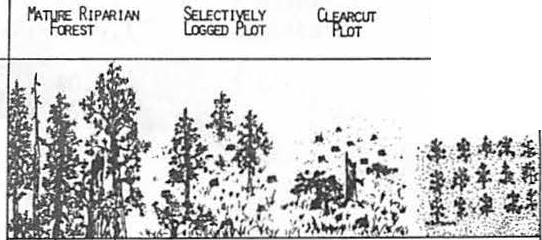 MATURE RIPARIAN
FOREST
SELECTIVELY
LOGGED PLOT
CLEARCUT
PLOT